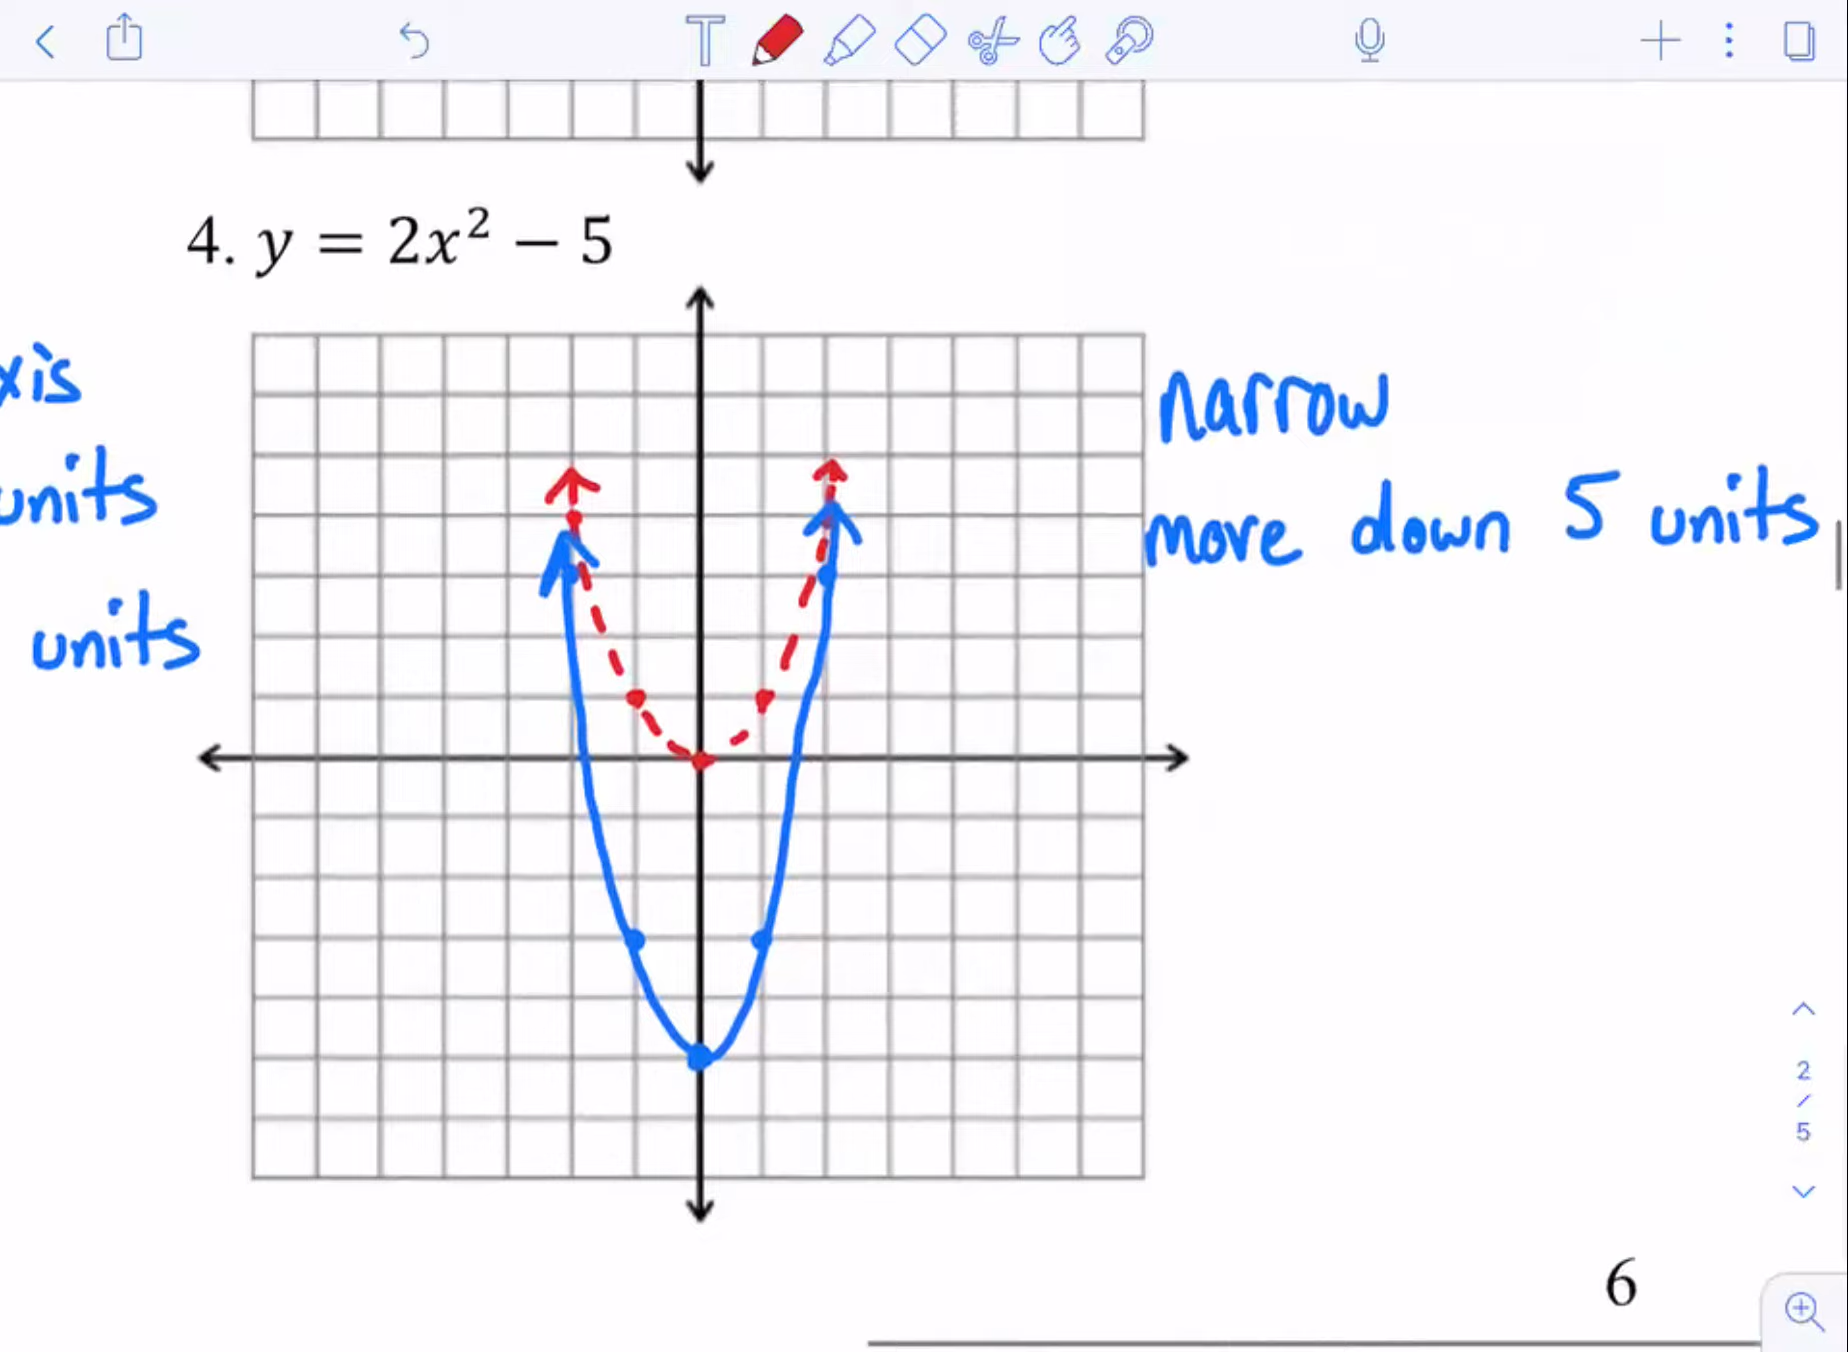 4. y = 2x² − 5
xis
units
units
narrow
move down 5 units
2
/
5
6